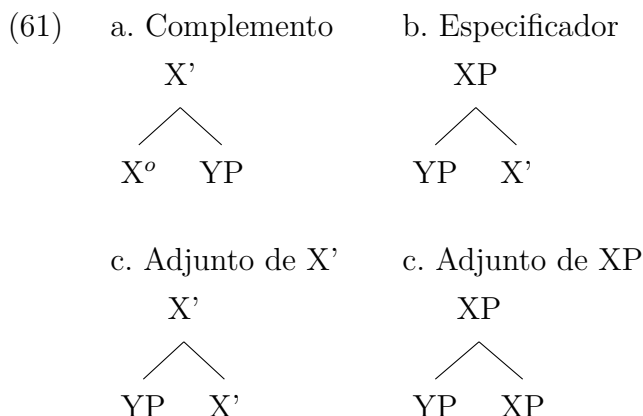 (61) a. Complemento b. Especificador
X’ XP
Xᵒ YP YP X’
c. Adjunto de X’ c. Adjunto de XP
X’ XP
YP X’ YP XP